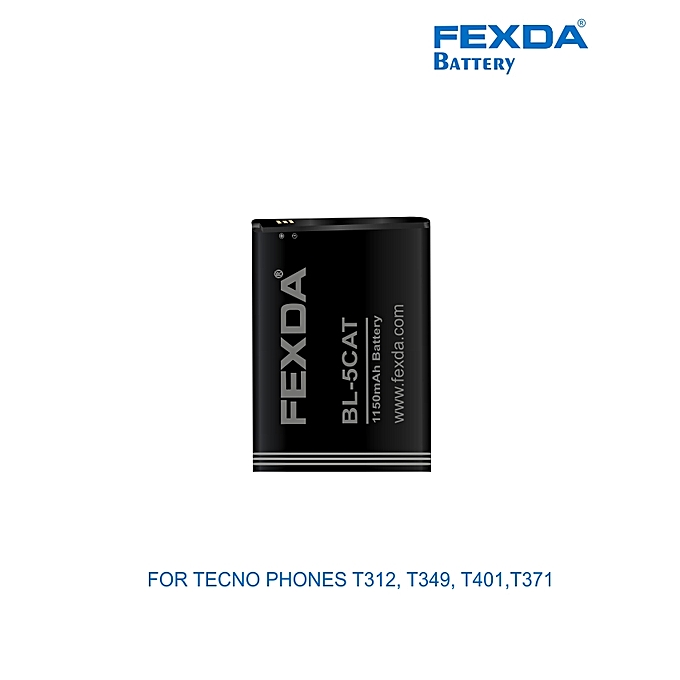 FEXDA®
BATTERY
FEXDA®
BL-5CAT
1150mAh Battery
www.fexda.com
FOR TECNO PHONES T312, T349, T401,T371